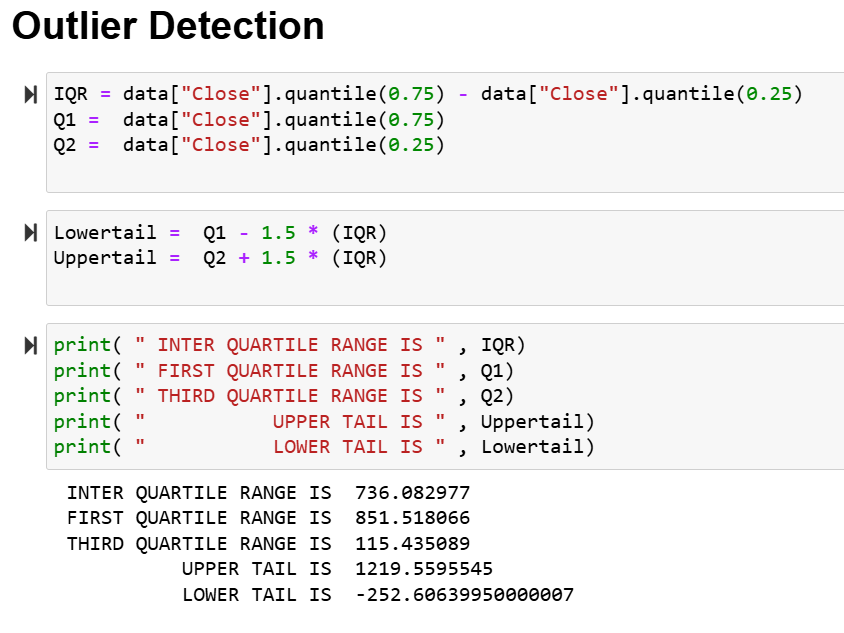 Outlier Detection
IQR = data["Close"].quantile(0.75) - data["Close"].quantile(0.25)
Q1 =  data["Close"].quantile(0.75)
Q2 =  data["Close"].quantile(0.25)
Lowertail =  Q1 - 1.5 * (IQR)
Uppertail =  Q2 + 1.5 * (IQR)
print( " INTER QUARTILE RANGE IS " , IQR)
print( " FIRST QUARTILE RANGE IS " , Q1)
print( " THIRD QUARTILE RANGE IS " , Q2)
print( "           UPPER TAIL IS " , Uppertail)
print( "           LOWER TAIL IS " , Lowertail)
 INTER QUARTILE RANGE IS  736.082977
 FIRST QUARTILE RANGE IS  851.518066
 THIRD QUARTILE RANGE IS  115.435089
           UPPER TAIL IS  1219.5595545
           LOWER TAIL IS  -252.60639950000007